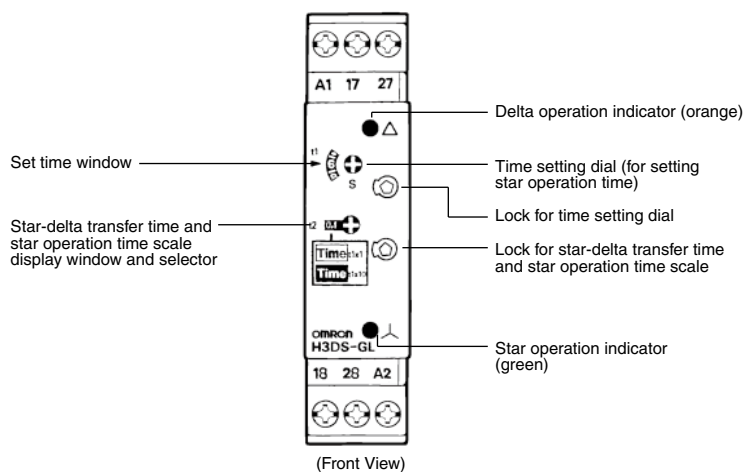 A1 17 27
Delta operation indicator (orange)
t1
Set time window
Time setting dial (for setting
star operation time)
S
Lock for time setting dial
Star-delta transfer time and
star operation time scale
display window and selector
t2
Lock for star-delta transfer time
and star operation time scale
Time t1x1
Time t1x10
OMRON
H3DS-GL
Star operation indicator
(green)
18 28 A2
(Front View)